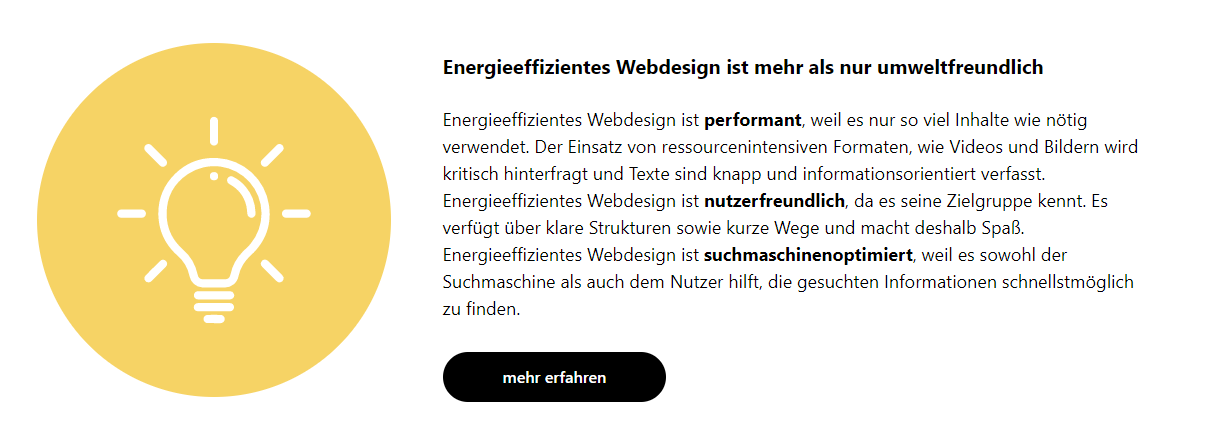 Energieeffizientes Webdesign ist mehr als nur umweltfreundlich
Energieeffizientes Webdesign ist performant, weil es nur so viel Inhalte wie nötig
verwendet. Der Einsatz von ressourcenintensiven Formaten, wie Videos und Bildern wird
kritisch hinterfragt und Texte sind knapp und informationsorientiert verfasst.
Energieeffizientes Webdesign ist nutzerfreundlich, da es seine Zielgruppe kennt. Es
verfügt über klare Strukturen sowie kurze Wege und macht deshalb Spaß.
Energieeffizientes Webdesign ist suchmaschinenoptimiert, weil es sowohl der
Suchmaschine als auch dem Nutzer hilft, die gesuchten Informationen schnellstmöglich
zu finden.
mehr erfahren